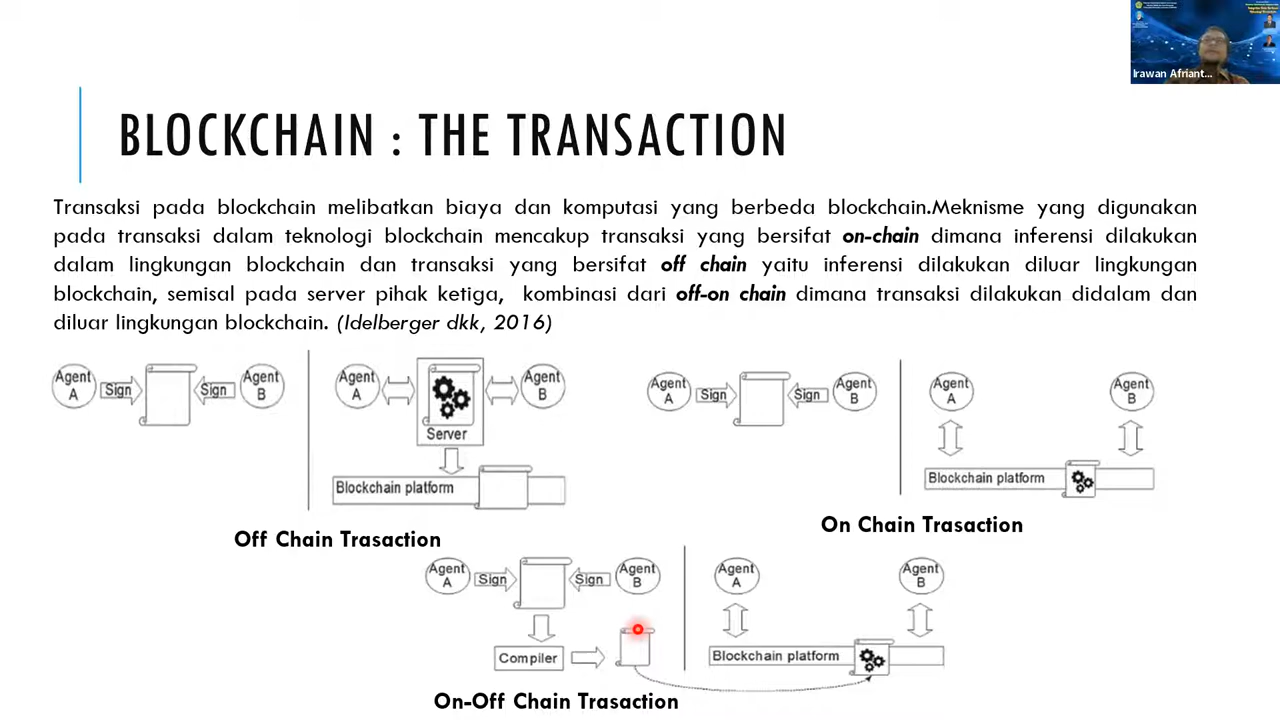 Irawan Afriant...
BLOCKCHAIN : THE TRANSACTION
Transaksi pada blockchain melibatkan biaya dan komputasi yang berbeda blockchain.Meknisme yang digunakan
pada transaksi dalam teknologi blockchain mencakup transaksi yang bersifat on-chain dimana inferensi dilakukan
dalam lingkungan blockchain dan transaksi yang bersifat off chain yaitu inferensi dilakukan diluar lingkungan
blockchain, semisal pada server pihak ketiga, kombinasi dari off-on chain dimana transaksi dilakukan didalam dan
diluar lingkungan blockchain. (Idelberger dkk, 2016)
Agent
A
Sign
Sign
Agent
B
Agent
A
Server
Agent
B
Blockchain platform
Off Chain Trasaction
Agent
A
Sign
Sign
Agent
B
Agent
A
Agent
B
Blockchain platform
On Chain Trasaction
Agent
A
Sign
Sign
Agent
B
Compiler
Agent
A
Agent
B
Blockchain platform
On-Off Chain Trasaction